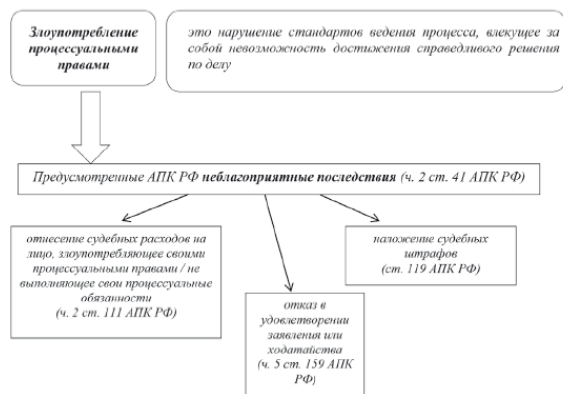 Злоупотребление
процессуальными
правами
это нарушение стандартов ведения процесса, влекущее за
собой невозможность достижения справедливого решения
по делу
Предусмотренные АПК РФ неблагоприятные последствия (ч. 2 ст. 41 АПК РФ)
отнесение судебных расходов на
лицо, злоупотребляющее своими
процессуальными правами / не
выполняющее свои процессуальные
обязанности
(ч. 2 ст. 111 АПК РФ)
отказ в
удовлетворении
заявления или
ходатайства
(ч. 5 ст. 159 АПК
РФ)
наложение судебных
штрафов
(ст. 119 АПК РФ)